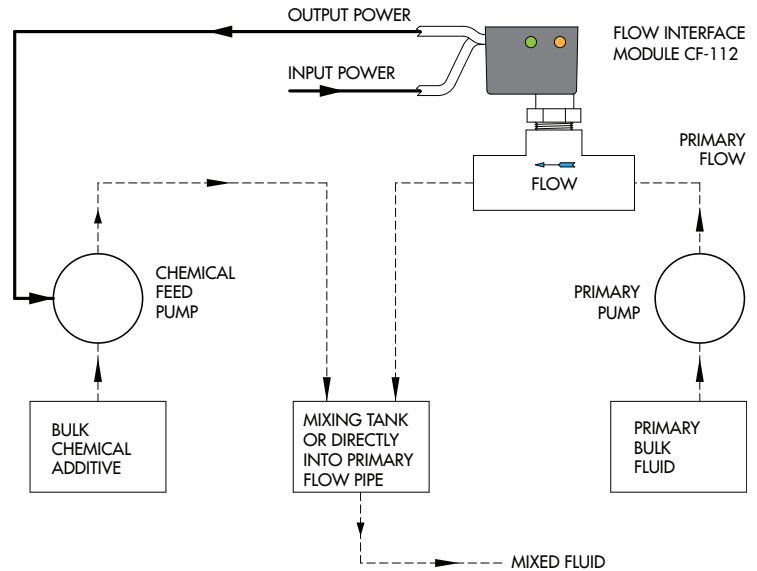 OUTPUT POWER
FLOW INTERFACE
MODULE CF-112
INPUT POWER
PRIMARY
FLOW
FLOW
CHEMICAL
FEED
PUMP
PRIMARY
PUMP
BULK
CHEMICAL
ADDITIVE
MIXING TANK
OR DIRECTLY
INTO PRIMARY
FLOW PIPE
PRIMARY
BULK
FLUID
MIXED FLUID